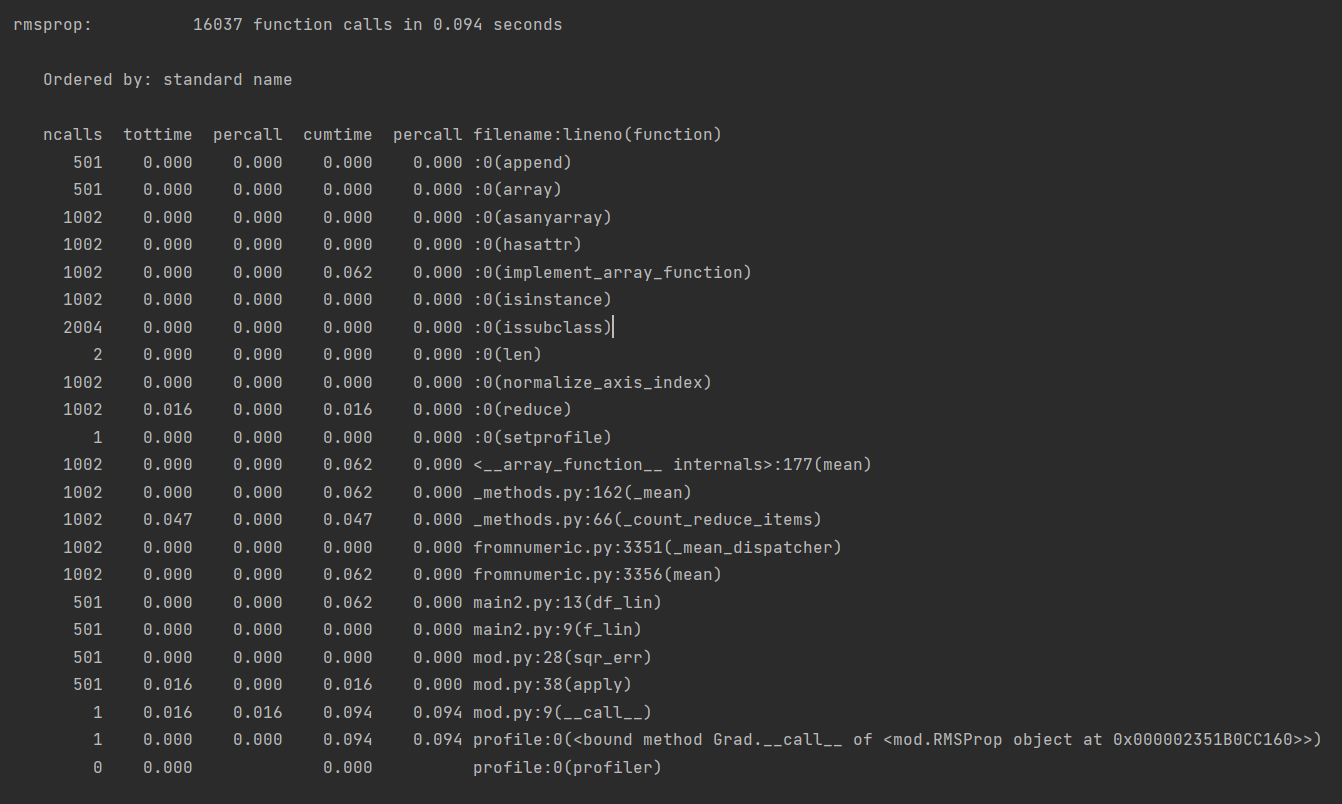 rmsprop:          16037 function calls in 0.094 seconds
Ordered by: standard name
ncalls  tottime  percall  cumtime  percall filename:lineno(function)
501    0.000    0.000    0.000    0.000 :0(append)
501    0.000    0.000    0.000    0.000 :0(array)
1002    0.000    0.000    0.000    0.000 :0(asanyarray)
1002    0.000    0.000    0.000    0.000 :0(hasattr)
1002    0.000    0.000    0.062    0.000 :0(implement_array_function)
1002    0.000    0.000    0.000    0.000 :0(isinstance)
2004    0.000    0.000    0.000    0.000 :0(issubclass)
2    0.000    0.000    0.000    0.000 :0(len)
1002    0.000    0.000    0.000    0.000 :0(normalize_axis_index)
1002    0.016    0.000    0.016    0.000 :0(reduce)
1    0.000    0.000    0.000    0.000 :0(setprofile)
1002    0.000    0.000    0.062    0.000 <__array_function__ internals>:177(mean)
1002    0.000    0.000    0.062    0.000 _methods.py:162(_mean)
1002    0.047    0.000    0.047    0.000 _methods.py:66(_count_reduce_items)
1002    0.000    0.000    0.000    0.000 fromnumeric.py:3351(_mean_dispatcher)
1002    0.000    0.000    0.062    0.000 fromnumeric.py:3356(mean)
501    0.000    0.000    0.062    0.000 main2.py:13(df_lin)
501    0.000    0.000    0.000    0.000 main2.py:9(f_lin)
501    0.000    0.000    0.000    0.000 mod.py:28(sqr_err)
501    0.016    0.000    0.016    0.000 mod.py:38(apply)
1    0.016    0.016    0.094    0.094 mod.py:9(__call__)
1    0.000    0.000    0.094    0.094 profile:0(<bound method Grad.__call__ of <mod.RMSProp object at 0x000002351B0CC160>>)
0    0.000             0.000          profile:0(profiler)